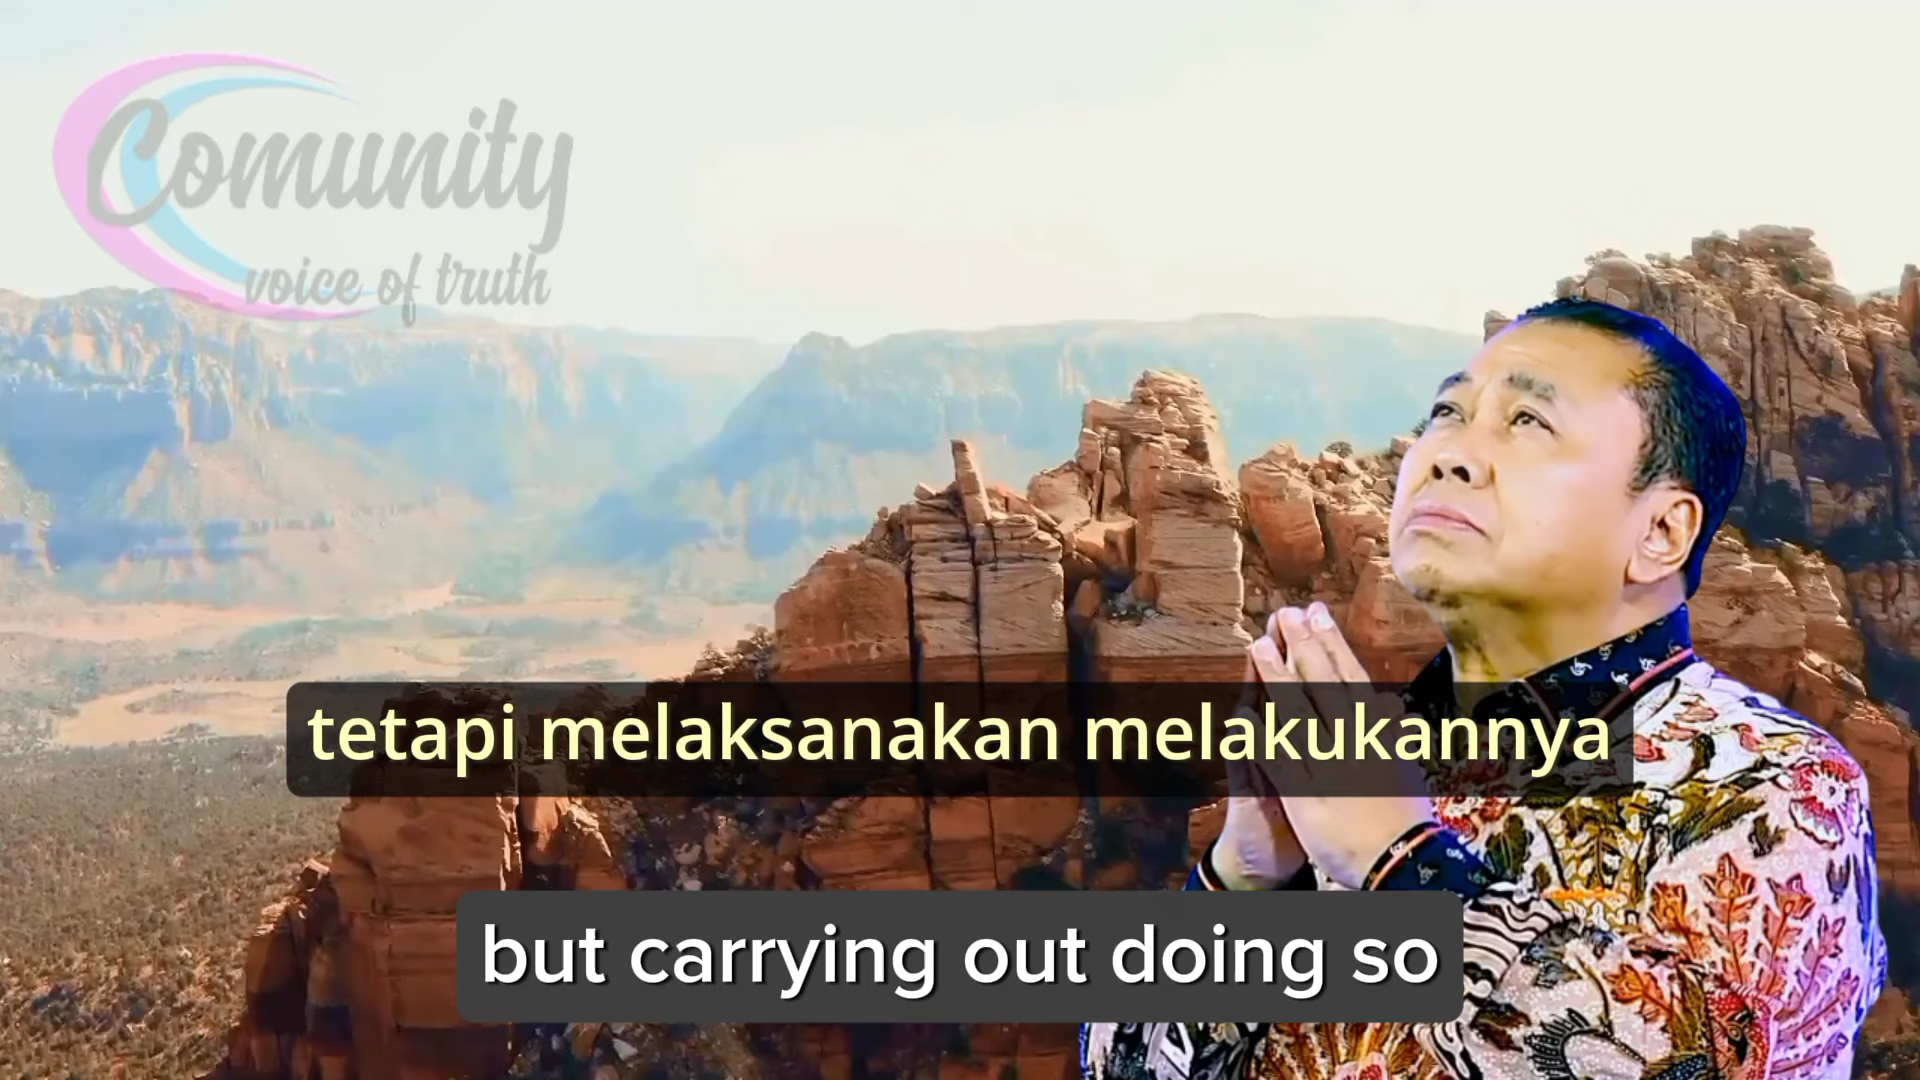 Comunity
voice of truth
tetapi melaksanakan melakukannya
but carrying out doing so